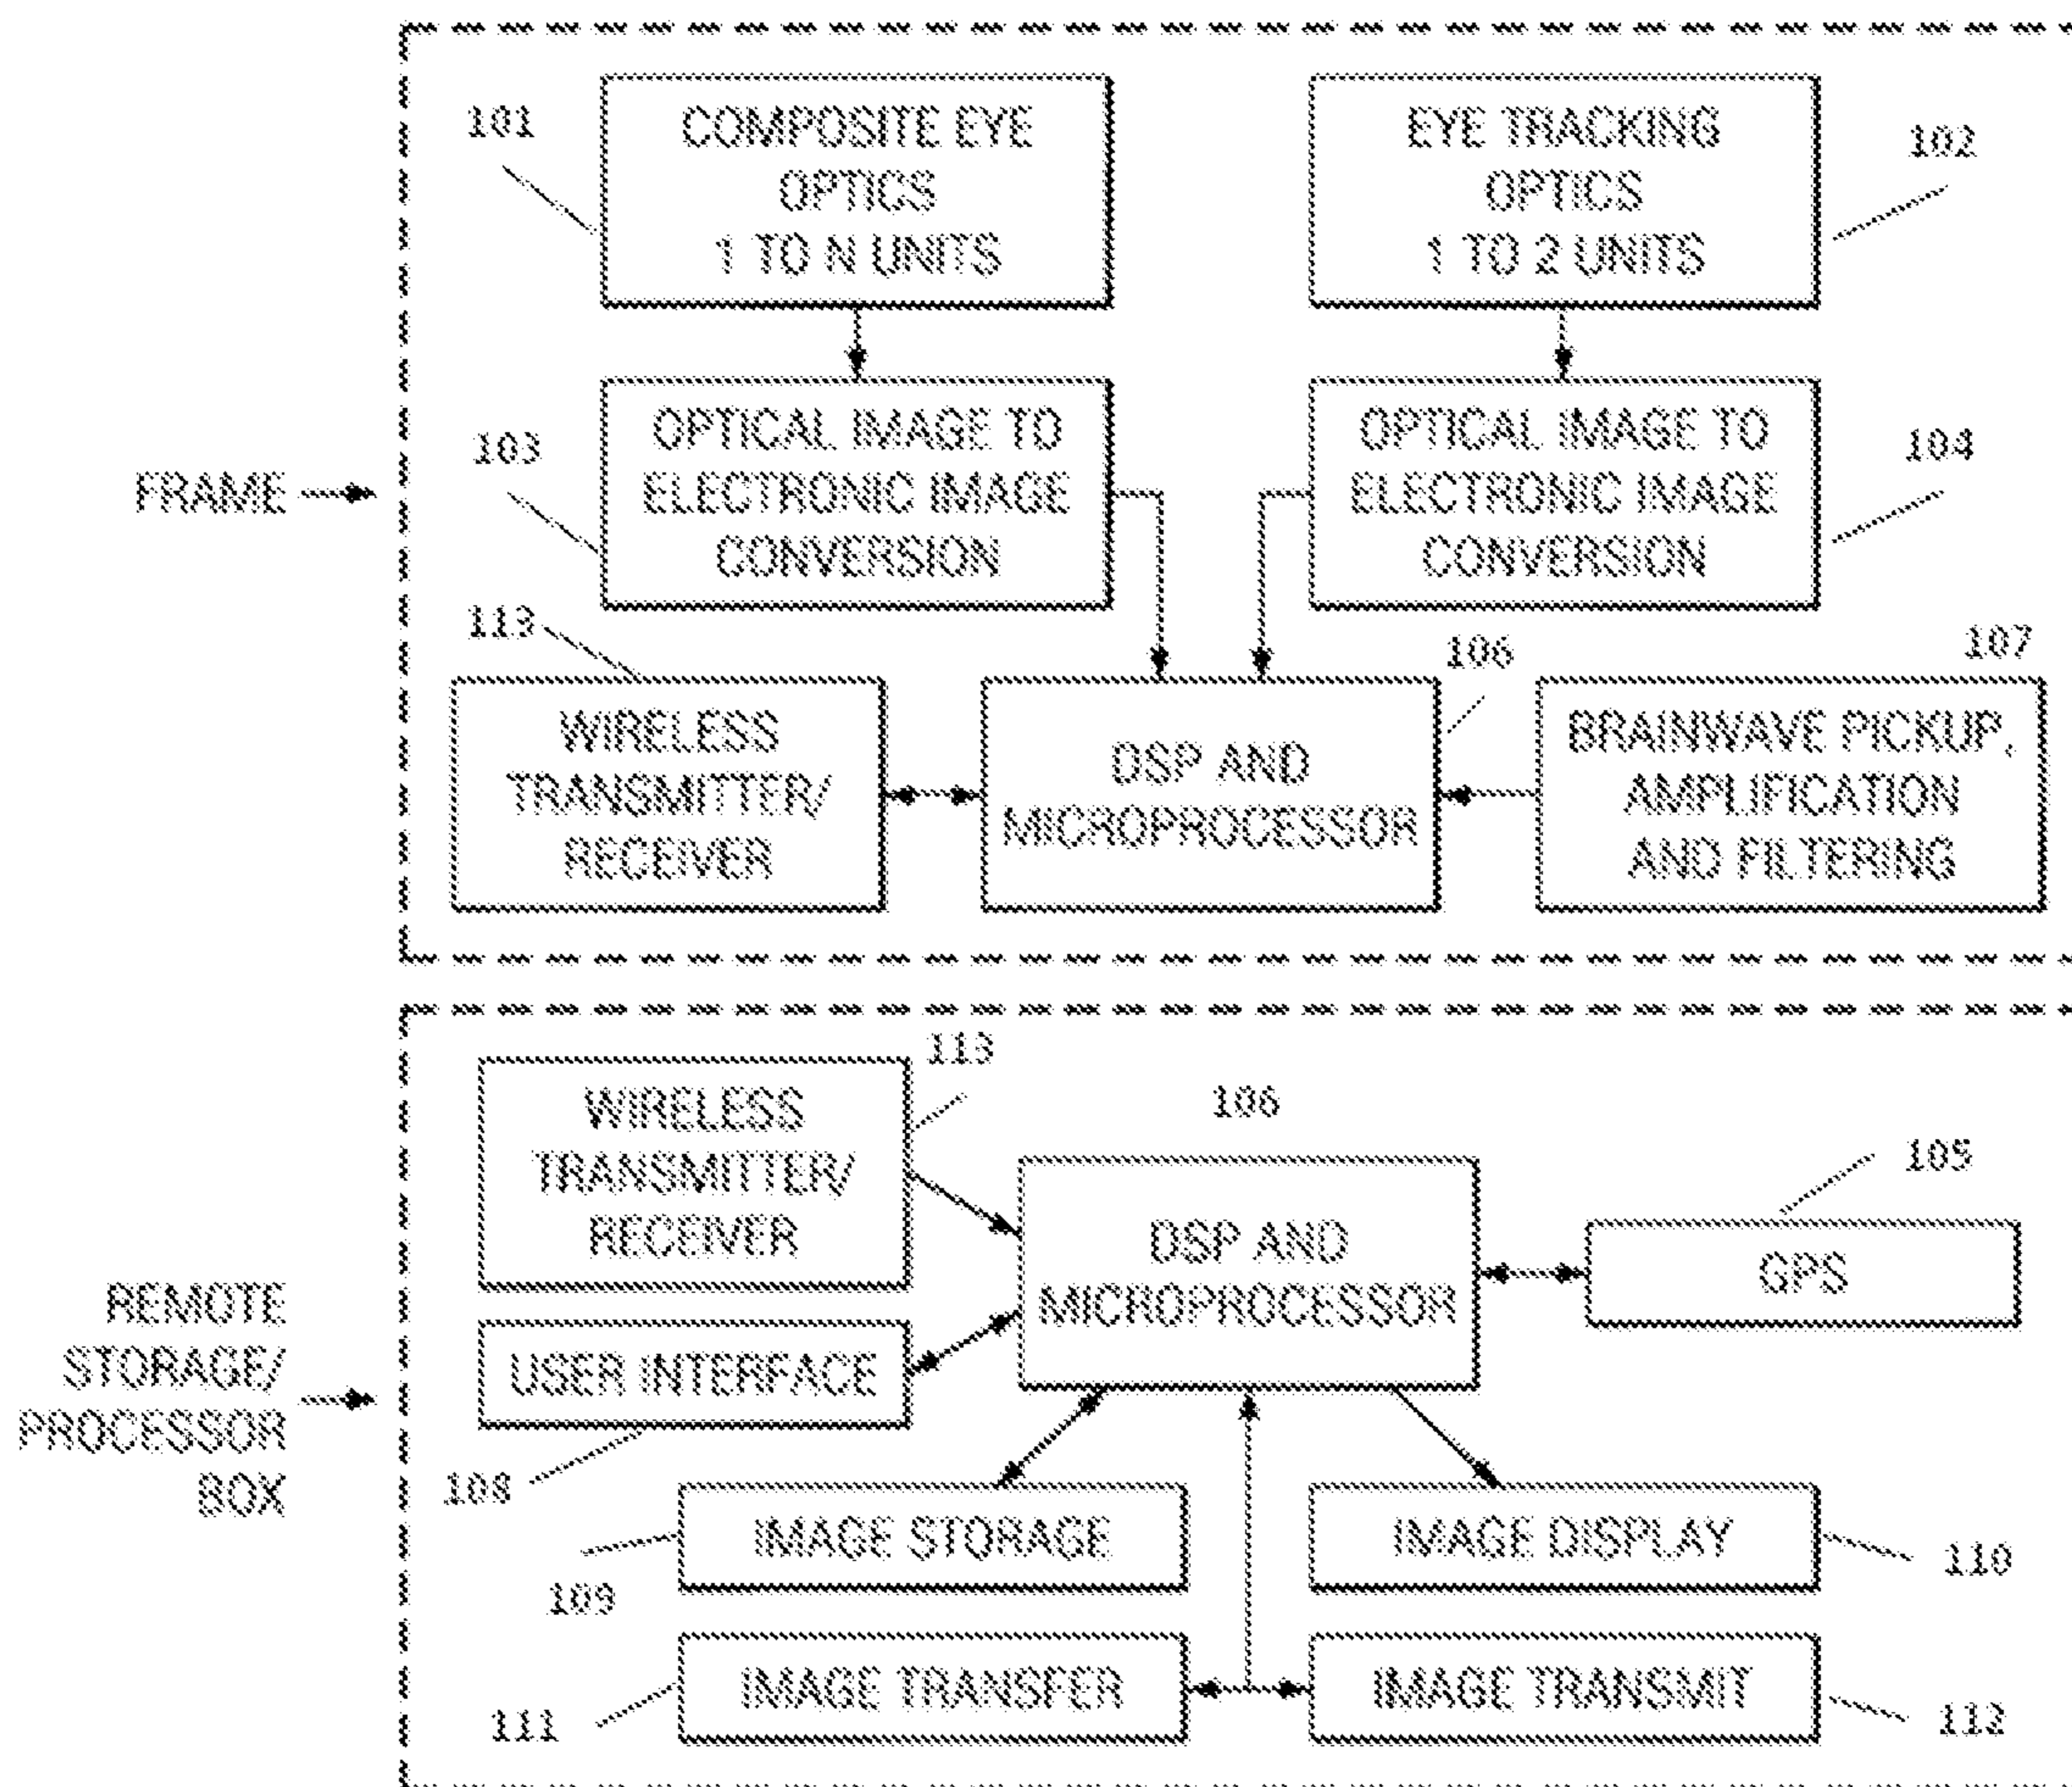 101
COMPOSITE EYE
OPTICS
1 TO N UNITS
EYE TRACKING
OPTICS
1 TO 2 UNITS
102
FRAME
103
OPTICAL IMAGE TO
ELECTRONIC IMAGE
CONVERSION
OPTICAL IMAGE TO
ELECTRONIC IMAGE
CONVERSION
104
113
WIRELESS
TRANSMITTER/
RECEIVER
106
DSP AND
MICROPROCESSOR
107
BRAINWAVE PICKUP,
AMPLIFICATION
AND FILTERING
REMOTE
STORAGE/
PROCESSOR
BOX
113
WIRELESS
TRANSMITTER/
RECEIVER
106
DSP AND
MICROPROCESSOR
105
GPS
USER INTERFACE
108
IMAGE STORAGE
109
IMAGE DISPLAY
110
IMAGE TRANSFER
111
IMAGE TRANSMIT
112